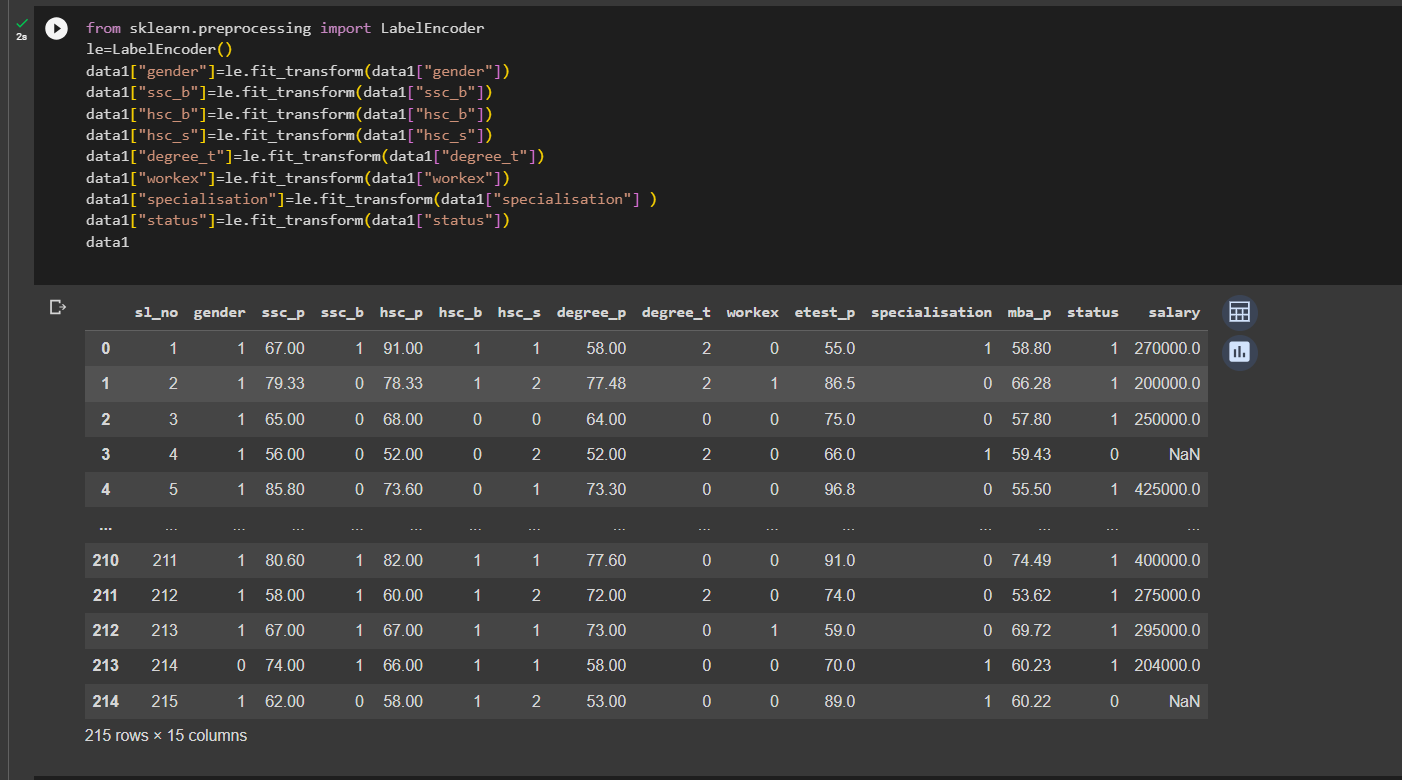 from sklearn.preprocessing import LabelEncoder
2s
le=LabelEncoder()
data1["gender"]=le.fit_transform(data1["gender"])
data1["ssc_b"]=le.fit_transform(data1["ssc_b"])
data1["hsc_b"]=le.fit_transform(data1["hsc_b"])
data1["hsc_s"]=le.fit_transform(data1["hsc_s"])
data1["degree_t"]=le.fit_transform(data1["degree_t"])
data1["workex"]=le.fit_transform(data1["workex"])
data1["specialisation"]=le.fit_transform(data1["specialisation"] )
data1["status"]=le.fit_transform(data1["status"])
data1
sl_no gender ssc_p ssc_b hsc_p hsc_b hsc_s degree_p degree_t workex etest_p specialisation mba_p status salary
0 1 1 67.00 1 91.00 1 1 58.00 2 0 55.0 1 58.80 1 270000.0
1 2 1 79.33 0 78.33 1 2 77.48 2 1 86.5 0 66.28 1 200000.0
2 3 1 65.00 0 68.00 0 0 64.00 0 0 75.0 0 57.80 1 250000.0
3 4 1 56.00 0 52.00 0 2 52.00 2 0 66.0 1 59.43 0 NaN
4 5 1 85.80 0 73.60 0 1 73.30 0 0 96.8 0 55.50 1 425000.0
... ... ... ... ... ... ... ... ... ... ... ... ... ... ... ...
210 211 1 80.60 1 82.00 1 1 77.60 0 0 91.0 0 74.49 1 400000.0
211 212 1 58.00 1 60.00 1 2 72.00 2 0 74.0 0 53.62 1 275000.0
212 213 1 67.00 1 67.00 1 1 73.00 0 1 59.0 0 69.72 1 295000.0
213 214 0 74.00 1 66.00 1 1 58.00 0 0 70.0 1 60.23 1 204000.0
214 215 1 62.00 0 58.00 1 2 53.00 0 0 89.0 1 60.22 0 NaN
215 rows × 15 columns